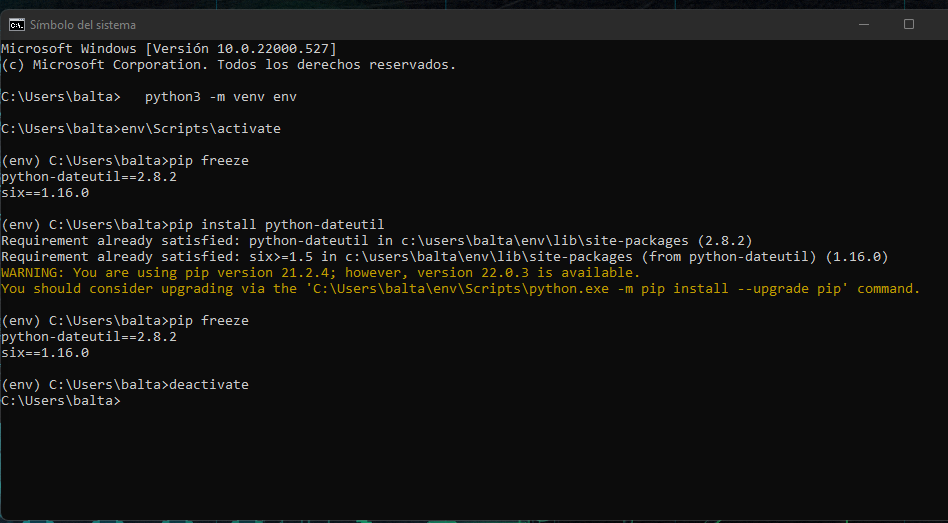 Símbolo del sistema
Microsoft Windows [Versión 10.0.22000.527]
(c) Microsoft Corporation. Todos los derechos reservados.
C:\Users\balta>   python3 -m venv env
C:\Users\balta>env\Scripts\activate
(env) C:\Users\balta>pip freeze
python-dateutil==2.8.2
six==1.16.0
(env) C:\Users\balta>pip install python-dateutil
Requirement already satisfied: python-dateutil in c:\users\balta\env\lib\site-packages (2.8.2)
Requirement already satisfied: six>=1.5 in c:\users\balta\env\lib\site-packages (from python-dateutil) (1.16.0)
WARNING: You are using pip version 21.2.4; however, version 22.0.3 is available.
You should consider upgrading via the 'C:\Users\balta\env\Scripts\python.exe -m pip install --upgrade pip' command.
(env) C:\Users\balta>pip freeze
python-dateutil==2.8.2
six==1.16.0
(env) C:\Users\balta>deactivate
C:\Users\balta>